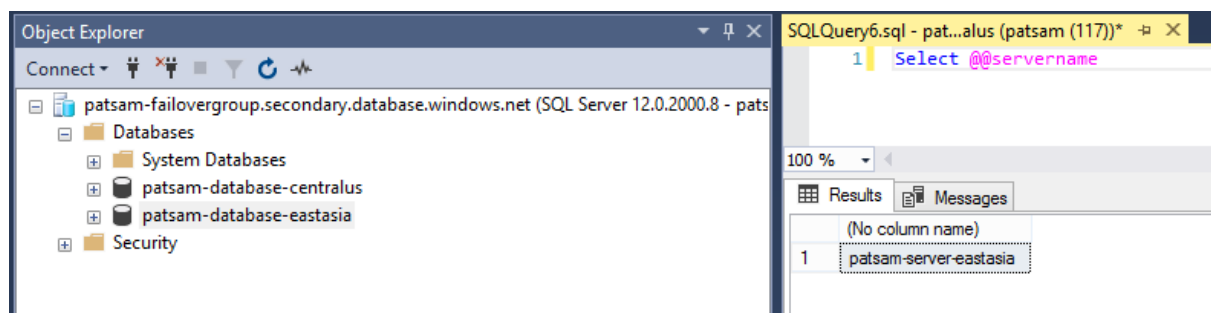 Object Explorer
Connect
patsam-failovergroup.secondary.database.windows.net (SQL Server 12.0.2000.8 - pats
Databases
System Databases
patsam-database-centralus
patsam-database-eastasia
Security
SQLQuery6.sql - pat...alus (patsam (117))*
1 Select @@servername
100 %
Results Messages
(No column name)
1 patsam-server-eastasia